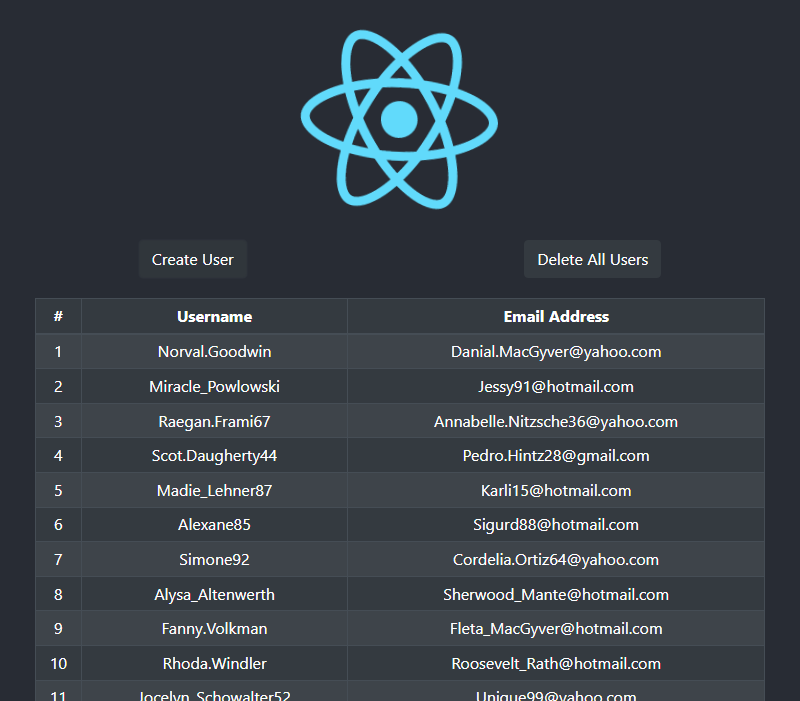 Create User Delete All Users
# Username Email Address
1 Norval.Goodwin Danial.MacGyver@yahoo.com
2 Miracle_Powlowski Jessy91@hotmail.com
3 Raegan.Frami67 Annabelle.Nitzsche36@yahoo.com
4 Scot.Daugherty44 Pedro.Hintz28@gmail.com
5 Madie_Lehner87 Karli15@hotmail.com
6 Alexane85 Sigurd88@hotmail.com
7 Simone92 Cordelia.Ortiz64@yahoo.com
8 Alysa_Altenwerth Sherwood_Mante@hotmail.com
9 Fanny.Volkman Fleta_MacGyver@hotmail.com
10 Rhoda.Windler Roosevelt_Rath@hotmail.com
11 Jocelyn_Schowalter52 Unique99@yahoo.com